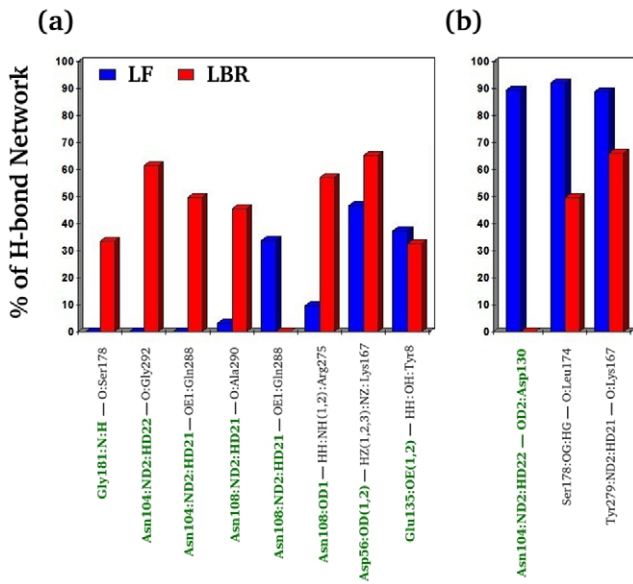 (a)
(b)
% of H-bond Network
LF
LBR
100
90
80
70
60
50
40
30
20
10
0
Gly181:N:H — O:Ser178
Asn104:ND2:HD22 — O:Gly292
Asn104:ND2:HD21 — OE1:Gln288
Asn108:ND2:HD21 — O:Ala290
Asn108:ND2:HD21 — OE1:Gln288
Asn108:OD1 — HH:NH(1,2):Arg275
Asp56:OD(1,2) — HZ(1,2,3):NZ:Lys167
Glu135:OE(1,2) — HH:OH:Tyr8
100
90
80
70
60
50
40
30
20
10
0
Asn104:ND2:HD22 — OD2:Asp130
Ser178:OG:HG — O:Leu174
Tyr279:ND2:HD21 — O:Lys167